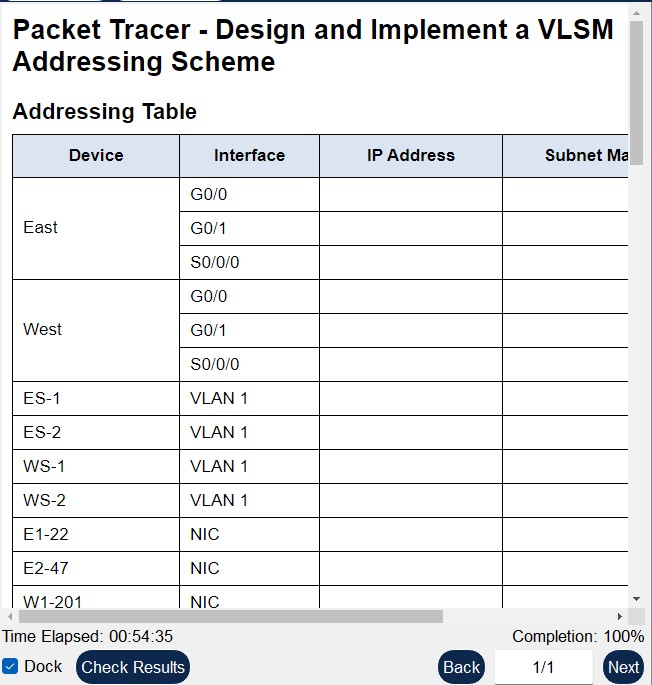 Packet Tracer - Design and Implement a VLSM
Addressing Scheme
Addressing Table
Device Interface IP Address Subnet Ma
East G0/0
G0/1
S0/0/0
West G0/0
G0/1
S0/0/0
ES-1 VLAN 1
ES-2 VLAN 1
WS-1 VLAN 1
WS-2 VLAN 1
E1-22 NIC
E2-47 NIC
W1-201 NIC
Time Elapsed: 00:54:35 Completion: 100%
Dock Check Results Back 1/1 Next